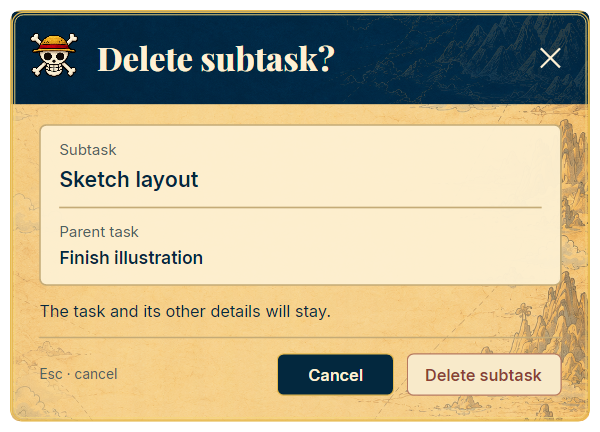 Delete subtask?
Subtask
Sketch layout
Parent task
Finish illustration
The task and its other details will stay.
Esc · cancel
Cancel
Delete subtask